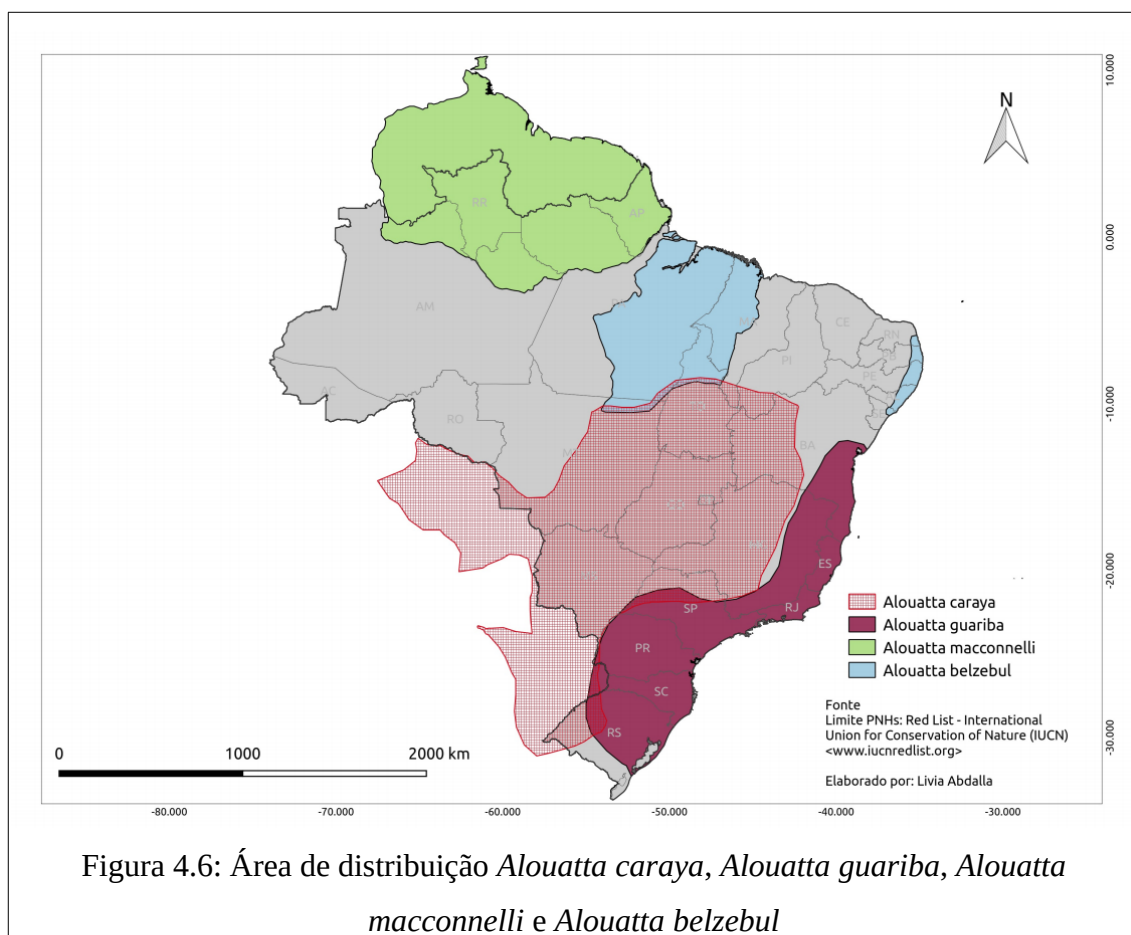 N
10.000
0.000
-10.000
-20.000
-30.000
RR
AP
AM
CE
RN
PB
PI
PE
AC
RO
BA
ES
SP
RJ
PR
SC
RS
Alouatta caraya
Alouatta guariba
Alouatta macconnelli
Alouatta belzebul
Fonte
Limite PNHs: Red List - International
Union for Conservation of Nature (IUCN)
<www.iucnredlist.org>
Elaborado por: Livia Abdalla
0 1000 2000 km
-80.000 -70.000 -60.000 -50.000 -40.000 -30.000
Figura 4.6: Área de distribuição Alouatta caraya, Alouatta guariba, Alouatta
macconnelli e Alouatta belzebul